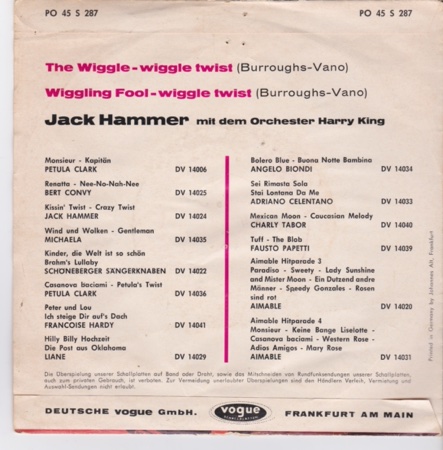 PO 45 S 287 PO 45 S 287
The Wiggle-wiggle twist (Burroughs-Vano)
Wiggling Fool-wiggle twist (Burroughs-Vano)
Jack Hammer mit dem Orchester Harry King
Monsieur - Kapitän
PETULA CLARK DV 14006
Renatta - Nee-Na-Nah-Nee
BERT CONVY DV 14025
Kissin' Twist - Crazy Twist
JACK HAMMER DV 14024
Wind und Wolken - Gentleman
MICHAELA DV 14035
Kinder, die Welt ist so schön
Brahm's Lullaby
SCHÖNEBERGER SÄNGERKNABEN DV 14022
Casanova baciami - Petula's Twist
PETULA CLARK DV 14036
Peter und Lou
Ich steige Dir auf's Dach
FRANCOISE HARDY DV 14041
Hilly Billy Hochzeit
Die Post aus Oklahoma
LIANE DV 14029
Bolero Blue - Buona Notte Bambino
ANGELO BIONDI DV 14034
Sei Rimasta Sola
Stai Lontana Da Me
ADRIANO CELENTANO DV 14033
Mexican Moon - Caucasian Melody
CHARLY TABOR DV 14040
Tuff - The Blob
FAUSTO PAPETTI DV 14039
Aimable Hitparade 3
Paradiso - Sweety - Lady Sunshine
and Mister Moon - Ein Dutzend andre
Männer - Speedy Gonzales - Rosen
sind rot
AIMABLE DV 14020
Aimable Hitparade 4
Monsieur - Keine Bange Liselotte -
Casanova baciami - Western Rose -
Adios Amigos - Mary Rose
AIMABLE DV 14031
Printed in Germany by Johannes Alt, Frankfurt
Die Überspielung unserer Schallplatten auf Band oder Draht, sowie das Mitschneiden von Rundfunksendungen unserer Schallplatten,
auch zum privaten Gebrauch, ist verboten. Zur Vermeidung unerlaubter Überspielungen sind den Händlern Verleih, Vermietung und
Auswahl-Sendungen nicht erlaubt.
DEUTSCHE VOGUE GmbH. vogue FRANKFURT AM MAIN